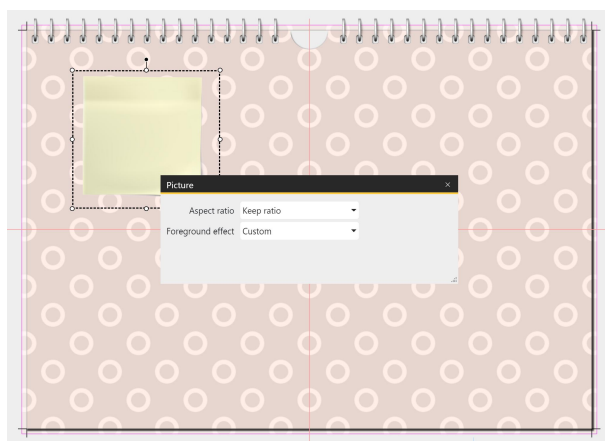 Picture
Aspect ratio Keep ratio
Foreground effect Custom